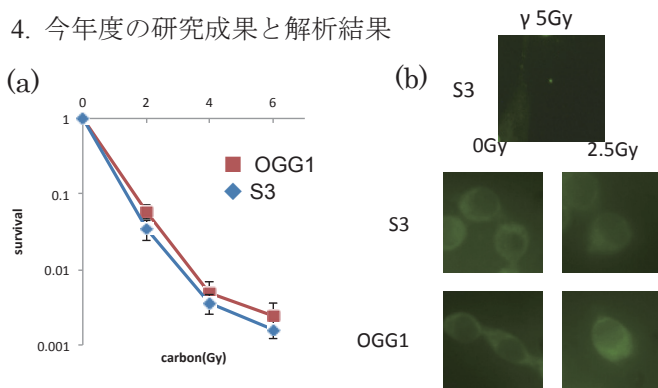 4. 今年度の研究成果と解析結果
(a)
0 2 4 6
1
0.1
0.01
0.001
survival
OGG1
S3
carbon(Gy)
(b)
γ 5Gy
S3
0Gy 2.5Gy
S3
OGG1